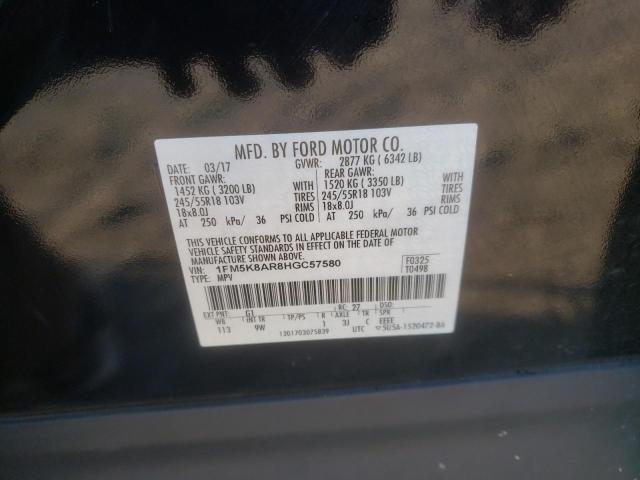 MFD. BY FORD MOTOR CO.
DATE: 03/17 GVWR: 2877 KG ( 6342 LB)
FRONT GAWR: REAR GAWR:
1452 KG ( 3200 LB) WITH 1520 KG ( 3350 LB) WITH
245/55R18 103V TIRES 245/55R18 103V TIRES
18x8.0J RIMS 18x8.0J RIMS
AT 250 kPa/ 36 PSI COLD AT 250 kPa/ 36 PSI COLD
THIS VEHICLE CONFORMS TO ALL APPLICABLE FEDERAL MOTOR
VEHICLE SAFETY STANDARDS IN EFFECT ON THE DATE OF
MANUFACTURE SHOWN ABOVE.
VIN: 1FM5K8AR8HGC57580 F0325
TYPE: MPV T0498
EXT PNT: G1 RC: 27 DSO:
WB INT TR TP/PS R AXLE TR SPR
113 9W 1 3J C EEEE
1301703075839 UTC 5U5A-1520472-BA